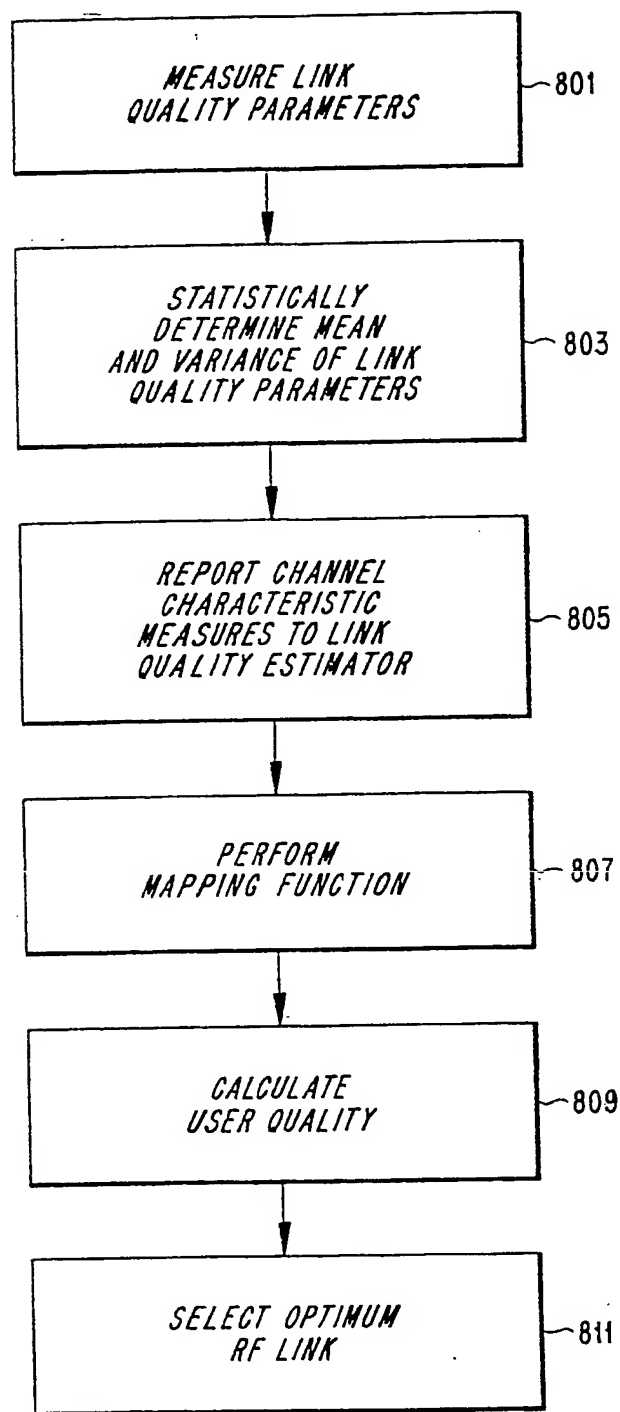 MEASURE LINK
QUALITY PARAMETERS
801
STATISTICALLY
DETERMINE MEAN
AND VARIANCE OF LINK
QUALITY PARAMETERS
803
REPORT CHANNEL
CHARACTERISTIC
MEASURES TO LINK
QUALITY ESTIMATOR
805
PERFORM
MAPPING FUNCTION
807
CALCULATE
USER QUALITY
809
SELECT OPTIMUM
RF LINK
811